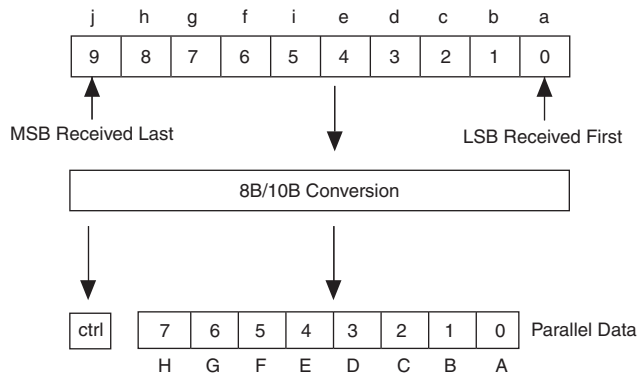 j h g f i e d c b a
9 8 7 6 5 4 3 2 1 0
MSB Received Last LSB Received First
8B/10B Conversion
ctrl 7 6 5 4 3 2 1 0 Parallel Data
H G F E D C B A